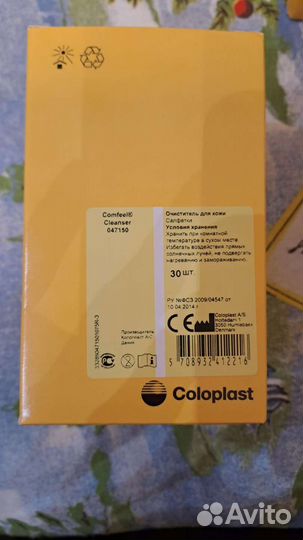 Comfeel®
Cleanser
047150
Очиститель для кожи
Салфетки
Условия хранения
Хранить при комнатной
температуре в сухом месте
Избегать воздействия прямых
солнечных лучей, не подвергать
нагреванию и замораживанию.
30 ШТ.
РУ №ФСЗ 2009/04547 от
10.04.2014 г.
Производитель
Колопласт А/С
Дания
CE
Coloplast A/S
Holtedam 1
3050 Humlebaek
Denmark
5 708932 412216
Coloplast
Avito